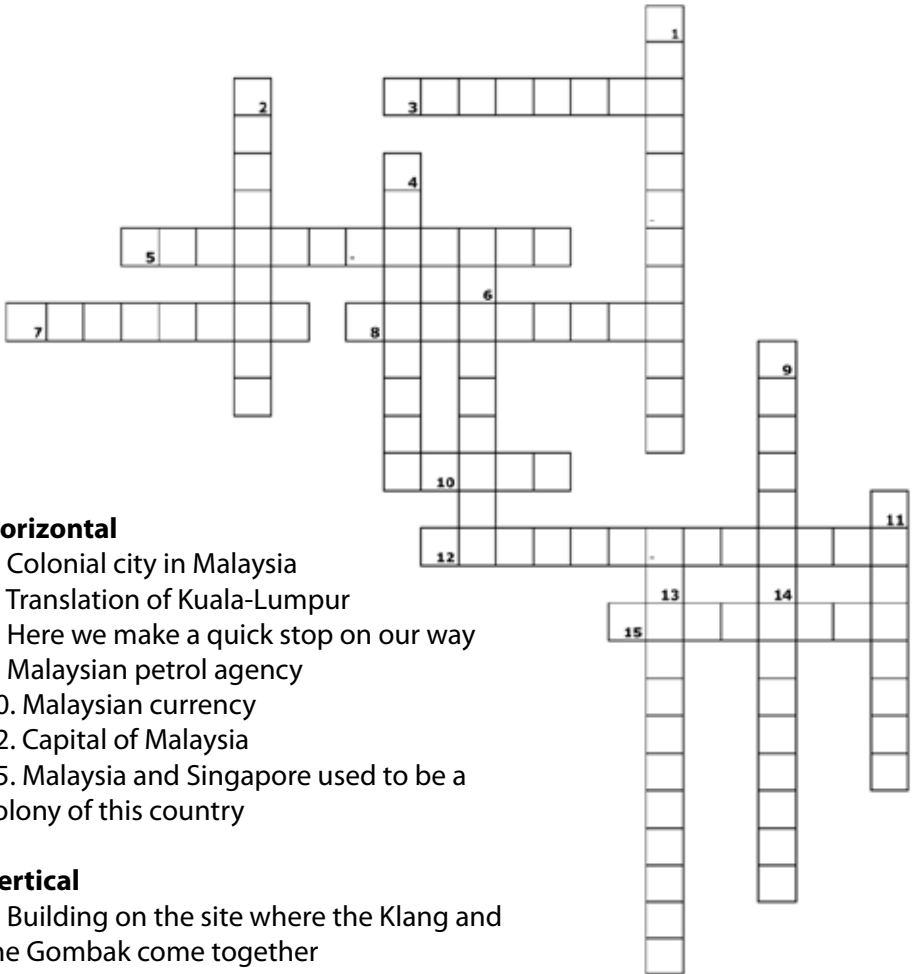 1
2 3
4
5
6
7 8
9
10
11
12
13 14
15
orizontal
Colonial city in Malaysia
Translation of Kuala-Lumpur
Here we make a quick stop on our way
Malaysian petrol agency
0. Malaysian currency
2. Capital of Malaysia
5. Malaysia and Singapore used to be a
olony of this country
ertical
Building on the site where the Klang and
he Gombak come together